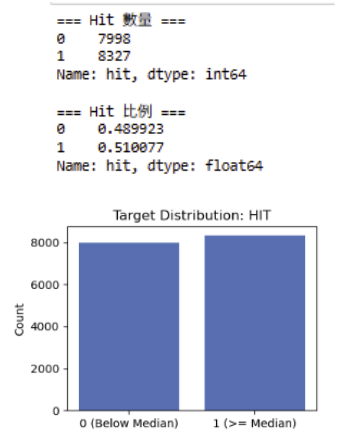 === Hit 數量 ===
0 7998
1 8327
Name: hit, dtype: int64
=== Hit 比例 ===
0 0.489923
1 0.510077
Name: hit, dtype: float64
Target Distribution: HIT
8000
6000
4000
2000
0
Count
0 (Below Median) 1 (>= Median)